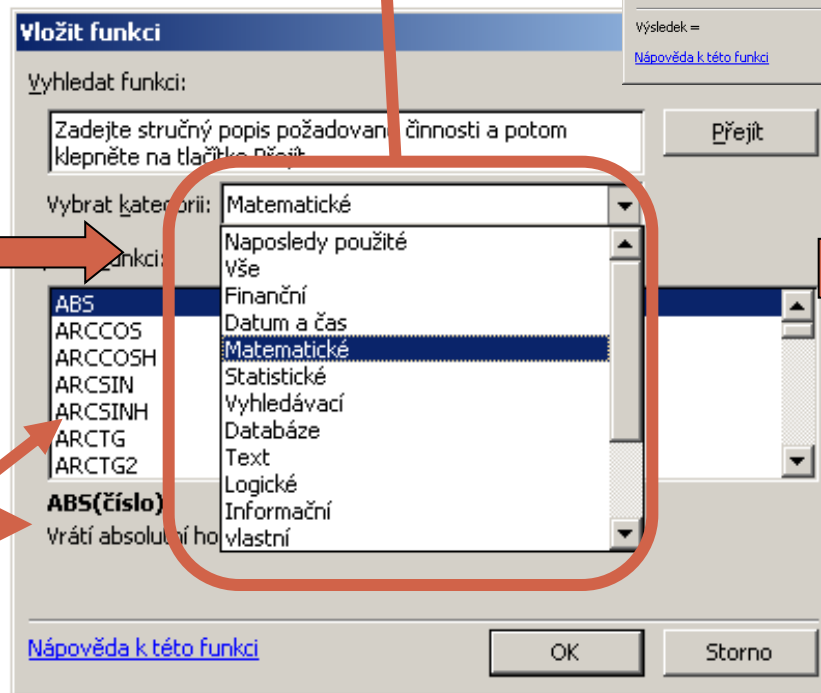 Výsledek =
Nápověda k této funkci
Vložit funkci
Vyhledat funkci:
Zadejte stručný popis požadované činnosti a potom
klepněte na tlačítko Přejít
Přejít
Vybrat kategorii: Matematické
funkci:
Naposledy použité
Vše
Finanční
Datum a čas
Matematické
Statistické
Vyhledávací
Databáze
Text
Logické
Informační
vlastní
ABS
ARCCOS
ARCCOSH
ARCSIN
ARCSINH
ARCTG
ARCTG2
ABS(číslo)
Vrátí absolutní ho
Nápověda k této funkci
OK
Storno